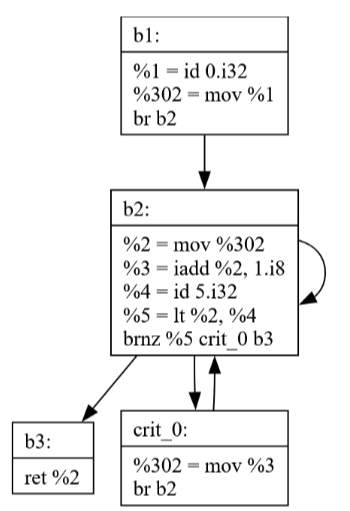 b1:
%1 = id 0.i32
%302 = mov %1
br b2
b2:
%2 = mov %302
%3 = iadd %2, 1.i8
%4 = id 5.i32
%5 = lt %2, %4
brnz %5 crit_0 b3
b3:
ret %2
crit_0:
%302 = mov %3
br b2